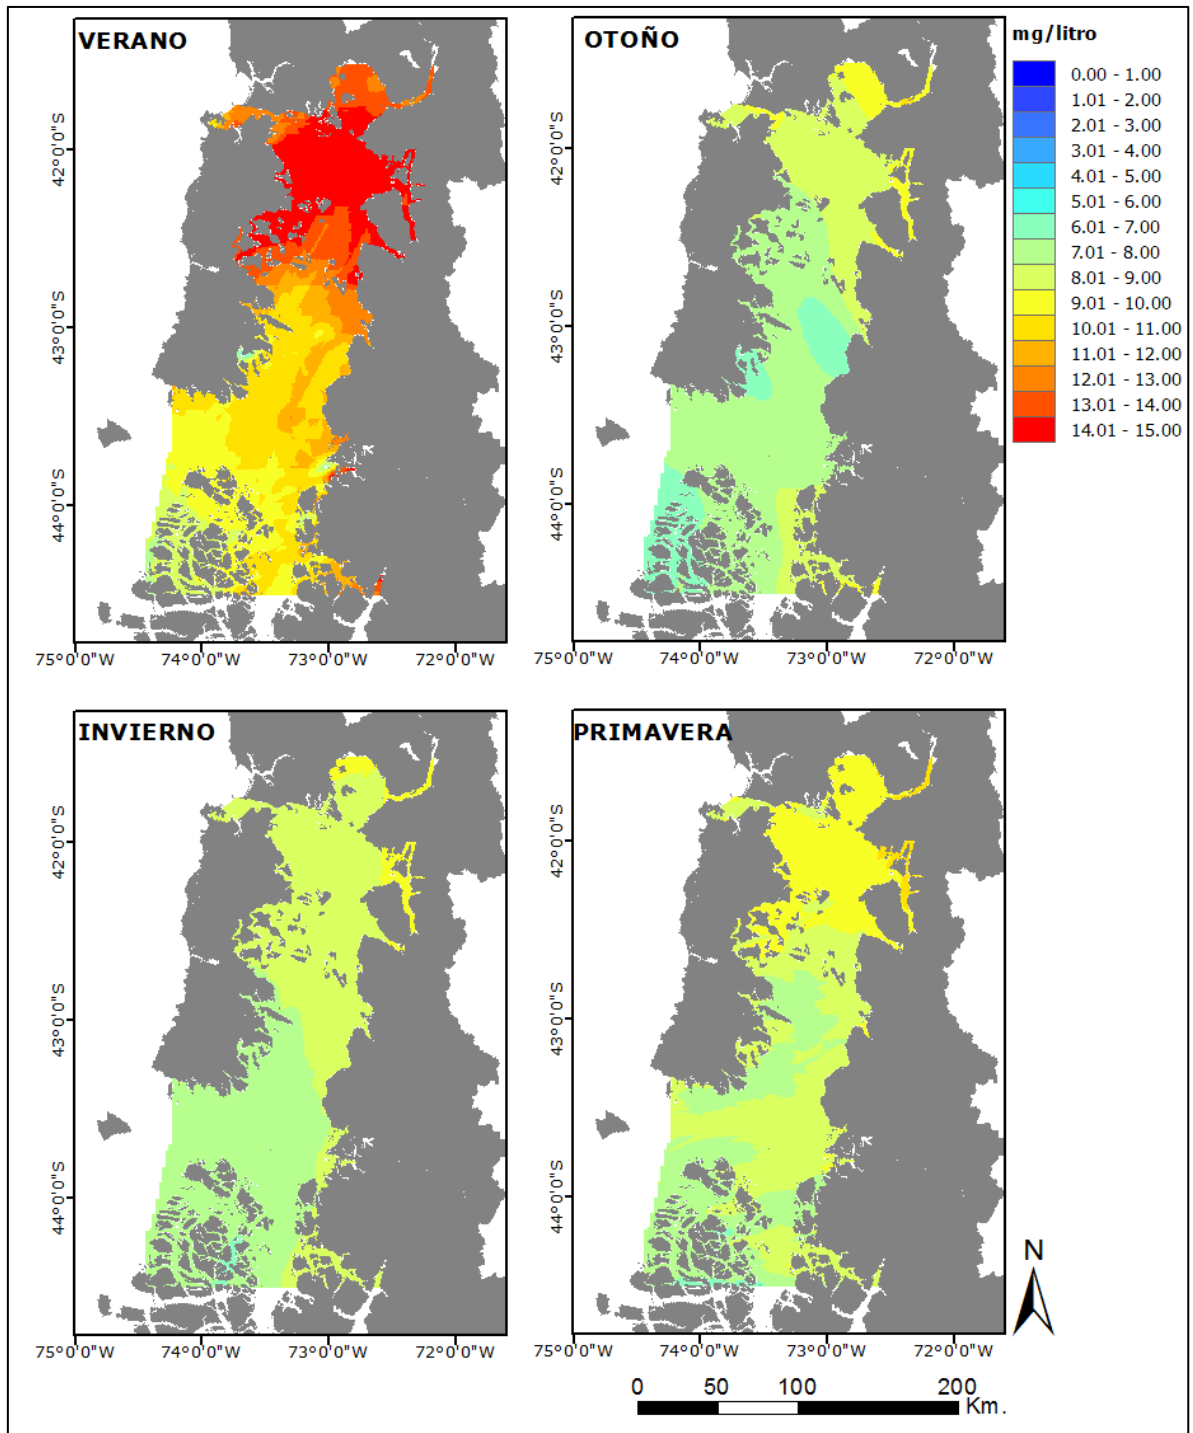 VERANO
OTOÑO
mg/litro
0.00 - 1.00
1.01 - 2.00
2.01 - 3.00
3.01 - 4.00
4.01 - 5.00
5.01 - 6.00
6.01 - 7.00
7.01 - 8.00
8.01 - 9.00
9.01 - 10.00
10.01 - 11.00
11.01 - 12.00
12.01 - 13.00
13.01 - 14.00
14.01 - 15.00
42°0'0"S
43°0'0"S
44°0'0"S
42°0'0"S
43°0'0"S
44°0'0"S
75°0'0"W 74°0'0"W 73°0'0"W 72°0'0"W
75°0'0"W 74°0'0"W 73°0'0"W 72°0'0"W
INVIERNO
PRIMAVERA
42°0'0"S
43°0'0"S
44°0'0"S
42°0'0"S
43°0'0"S
44°0'0"S
N
75°0'0"W 74°0'0"W 73°0'0"W 72°0'0"W
75°0'0"W 74°0'0"W 73°0'0"W 72°0'0"W
0 50 100 200
Km.